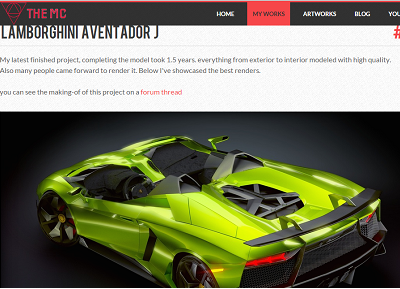 THE MC
HOME MY WORKS ARTWORKS BLOG
LAMBORGHINI AVENTADOR J #
My latest finished project, completing the model took 1.5 years. everything from exterior to interior modeled with high quality.
Also many people came forward to render it. Below I've showcased the best renders.
you can see the making-of of this project on a forum thread